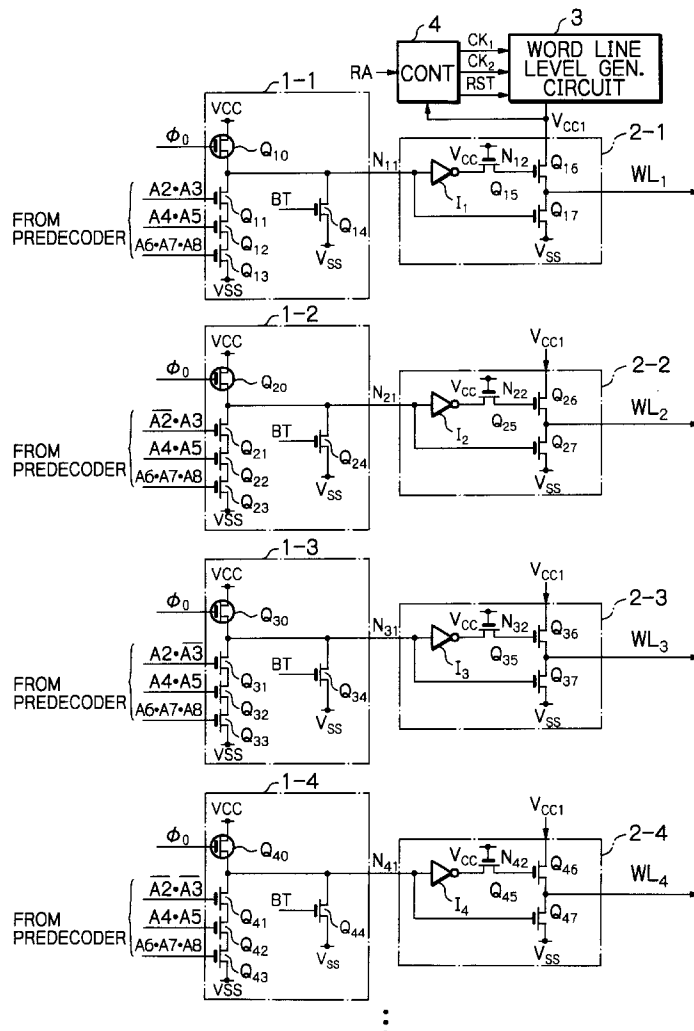 4
3
CONT
CK1
CK2
RST
RA
WORD LINE
LEVEL GEN.
CIRCUIT
VCC1
1-1
VCC
ϕ0
Q10
A2•A3
A4•A5
A6•A7•A8
FROM
PREDECODER
Q11
Q12
Q13
VSS
BT
Q14
VSS
N11
2-1
VCC
N12
I1
Q15
Q16
Q17
VSS
WL1
1-2
VCC
ϕ0
Q20
A̅2̅•A3
A4•A5
A6•A7•A8
FROM
PREDECODER
Q21
Q22
Q23
VSS
BT
Q24
VSS
N21
VCC1
2-2
VCC
N22
I2
Q25
Q26
Q27
VSS
WL2
1-3
VCC
ϕ0
Q30
A2•A̅3̅
A4•A5
A6•A7•A8
FROM
PREDECODER
Q31
Q32
Q33
VSS
BT
Q34
VSS
N31
VCC1
2-3
VCC
N32
I3
Q35
Q36
Q37
VSS
WL3
1-4
VCC
ϕ0
Q40
A̅2̅•A̅3̅
A4•A5
A6•A7•A8
FROM
PREDECODER
Q41
Q42
Q43
VSS
BT
Q44
VSS
N41
VCC1
2-4
VCC
N42
I4
Q45
Q46
Q47
VSS
WL4